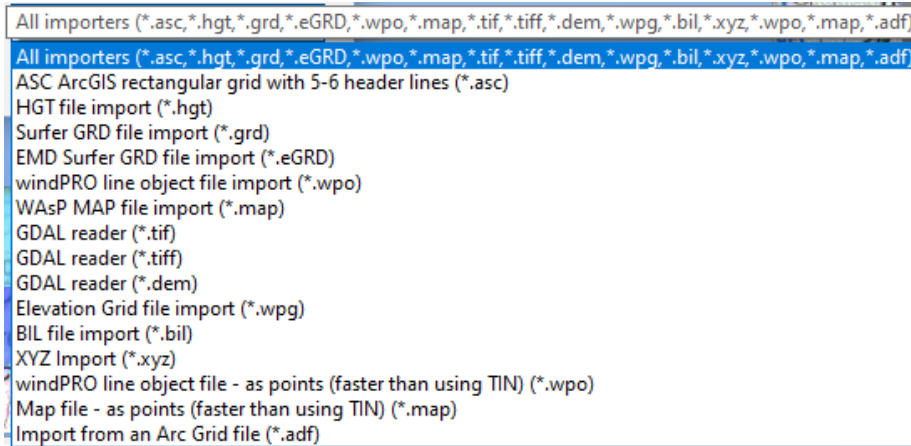 All importers (*.asc,*.hgt,*.grd,*.eGRD,*.wpo,*.map,*.tif,*.tiff,*.dem,*.wpg,*.bil,*.xyz,*.wpo,*.map,*.adf)
All importers (*.asc,*.hgt,*.grd,*.eGRD,*.wpo,*.map,*.tif,*.tiff,*.dem,*.wpg,*.bil,*.xyz,*.wpo,*.map,*.adf)
ASC ArcGIS rectangular grid with 5-6 header lines (*.asc)
HGT file import (*.hgt)
Surfer GRD file import (*.grd)
EMD Surfer GRD file import (*.eGRD)
windPRO line object file import (*.wpo)
WAsP MAP file import (*.map)
GDAL reader (*.tif)
GDAL reader (*.tiff)
GDAL reader (*.dem)
Elevation Grid file import (*.wpg)
BIL file import (*.bil)
XYZ Import (*.xyz)
windPRO line object file - as points (faster than using TIN) (*.wpo)
Map file - as points (faster than using TIN) (*.map)
Import from an Arc Grid file (*.adf)